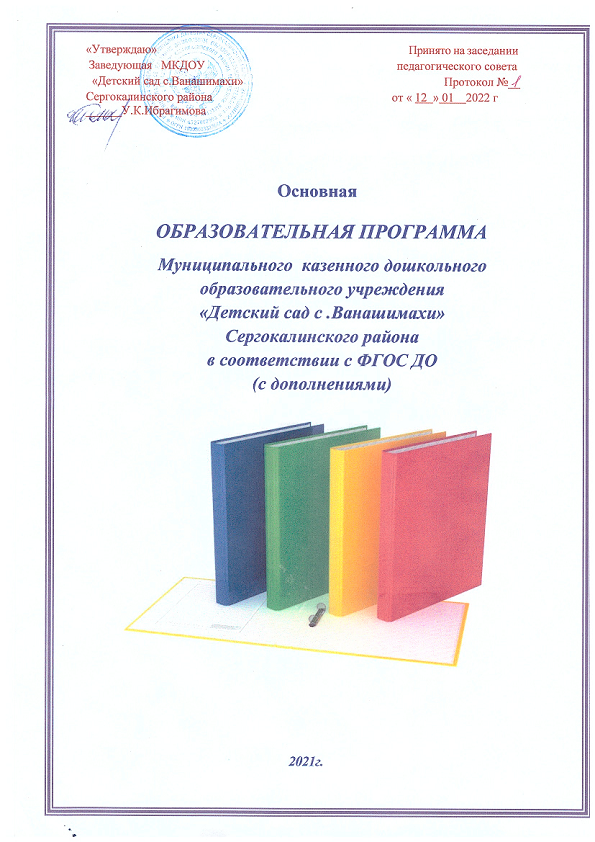 «Утверждаю»
Заведующая МКДОУ
«Детский сад с.Ванашимахи»
Сергокалинского района
У.К.Ибрагимова
Принято на заседании
педагогического совета
Протокол № 1
от « 12 » 01 2022 г
Основная
ОБРАЗОВАТЕЛЬНАЯ ПРОГРАММА
Муниципального казенного дошкольного
образовательного учреждения
«Детский сад с .Ванашимахи»
Сергокалинского района
в соответствии с ФГОС ДО
(с дополнениями)
2021г.